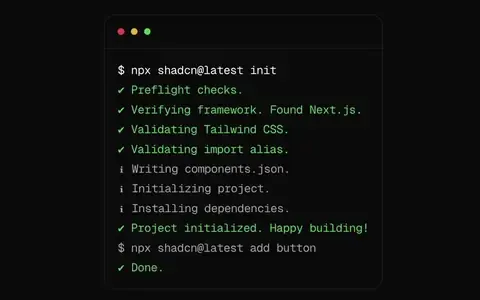 $ npx shadcn@latest init
✔ Preflight checks.
✔ Verifying framework. Found Next.js.
✔ Validating Tailwind CSS.
✔ Validating import alias.
ℹ Writing components.json.
ℹ Initializing project.
ℹ Installing dependencies.
✔ Project initialized. Happy building!
$ npx shadcn@latest add button
✔ Done.